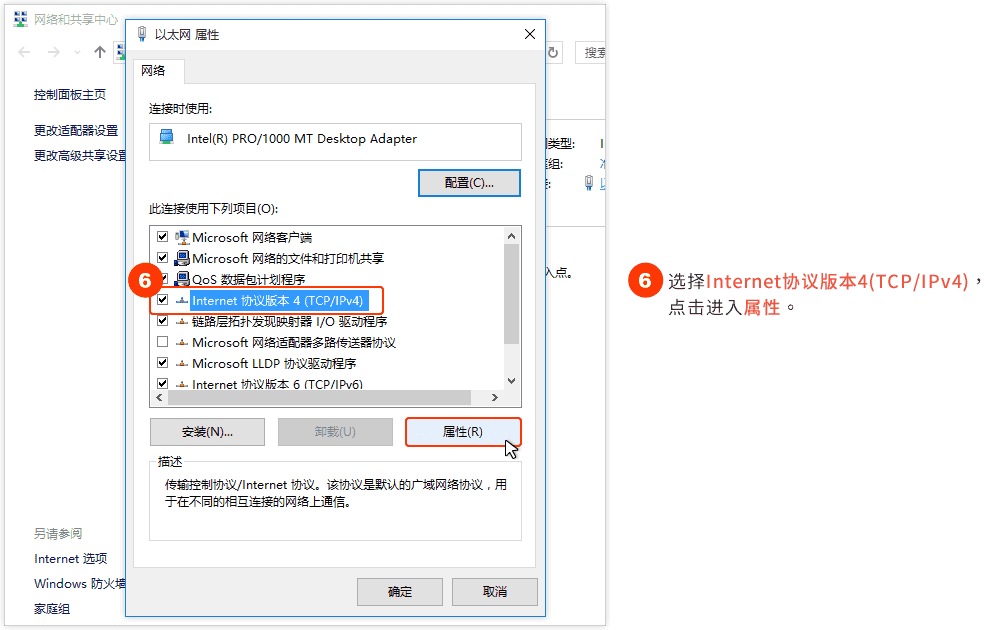 网络和共享中心
以太网 属性
搜索
网络
控制面板主页
更改适配器设置
更改高级共享设置
连接时使用:
Intel(R) PRO/1000 MT Desktop Adapter
配置(C)...
类型:
组:
此连接使用下列项目(O):
Microsoft 网络客户端
Microsoft 网络的文件和打印机共享
QoS 数据包计划程序
Internet 协议版本 4 (TCP/IPv4)
链路层拓扑发现映射器 I/O 驱动程序
Microsoft 网络适配器多路传送器协议
Microsoft LLDP 协议驱动程序
Internet 协议版本 6 (TCP/IPv6)
入点。
6
安装(N)...
卸载(U)
属性(R)
描述
传输控制协议/Internet 协议。该协议是默认的广域网络协议，用
于在不同的相互连接的网络上通信。
确定
取消
另请参阅
Internet 选项
Windows 防火墙
家庭组
6 选择Internet协议版本4(TCP/IPv4)，
点击进入属性。